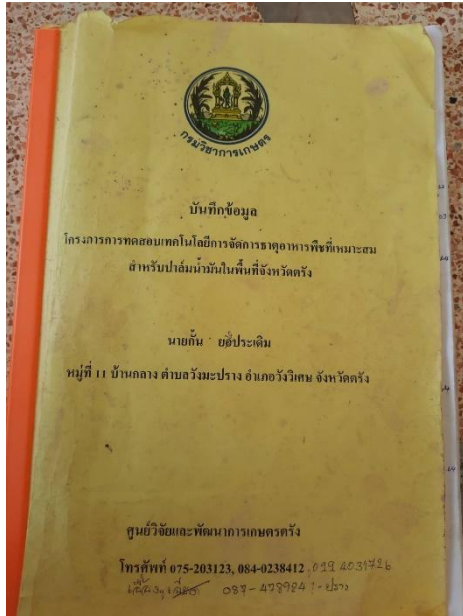 กรมวิชาการเกษตร
บันทึกข้อมูล
โครงการการทดสอบเทคโนโลยีการจัดการธาตุอาหารพืชที่เหมาะสม
สำหรับปาล์มน้ำมันในพื้นที่จังหวัดตรัง
นายกั้น ยอประเดิม
หมู่ที่ 11 บ้านกลาง ตำบลวังมะปราง อำเภอวังวิเศษ จังหวัดตรัง
ศูนย์วิจัยและพัฒนาการเกษตรตรัง
โทรศัพท์ 075-203123, 084-0238412